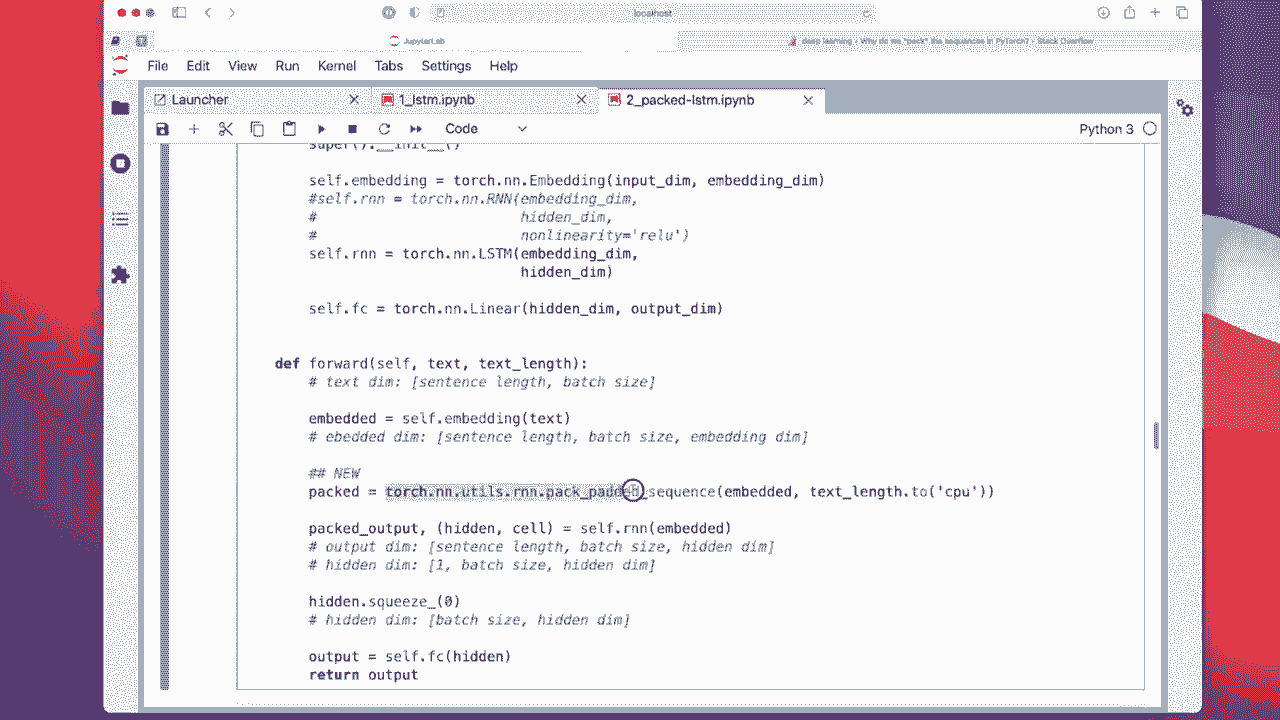 localhost
JupyterLab
deep learning - Why do we "pack" the sequences in PyTorch? - Stack Overflow
File Edit View Run Kernel Tabs Settings Help
Launcher 1_lstm.ipynb 2_packed-lstm.ipynb
Code Python 3
super().__init__()
self.embedding = torch.nn.Embedding(input_dim, embedding_dim)
#self.rnn = torch.nn.RNN(embedding_dim,
# hidden_dim,
# nonlinearity='relu')
self.rnn = torch.nn.LSTM(embedding_dim,
hidden_dim)
self.fc = torch.nn.Linear(hidden_dim, output_dim)
def forward(self, text, text_length):
# text dim: [sentence length, batch size]
embedded = self.embedding(text)
# ebedded dim: [sentence length, batch size, embedding dim]
## NEW
packed = torch.nn.utils.rnn.pack_padded_sequence(embedded, text_length.to('cpu'))
packed_output, (hidden, cell) = self.rnn(embedded)
# output dim: [sentence length, batch size, hidden dim]
# hidden dim: [1, batch size, hidden dim]
hidden.squeeze_(0)
# hidden dim: [batch size, hidden dim]
output = self.fc(hidden)
return output